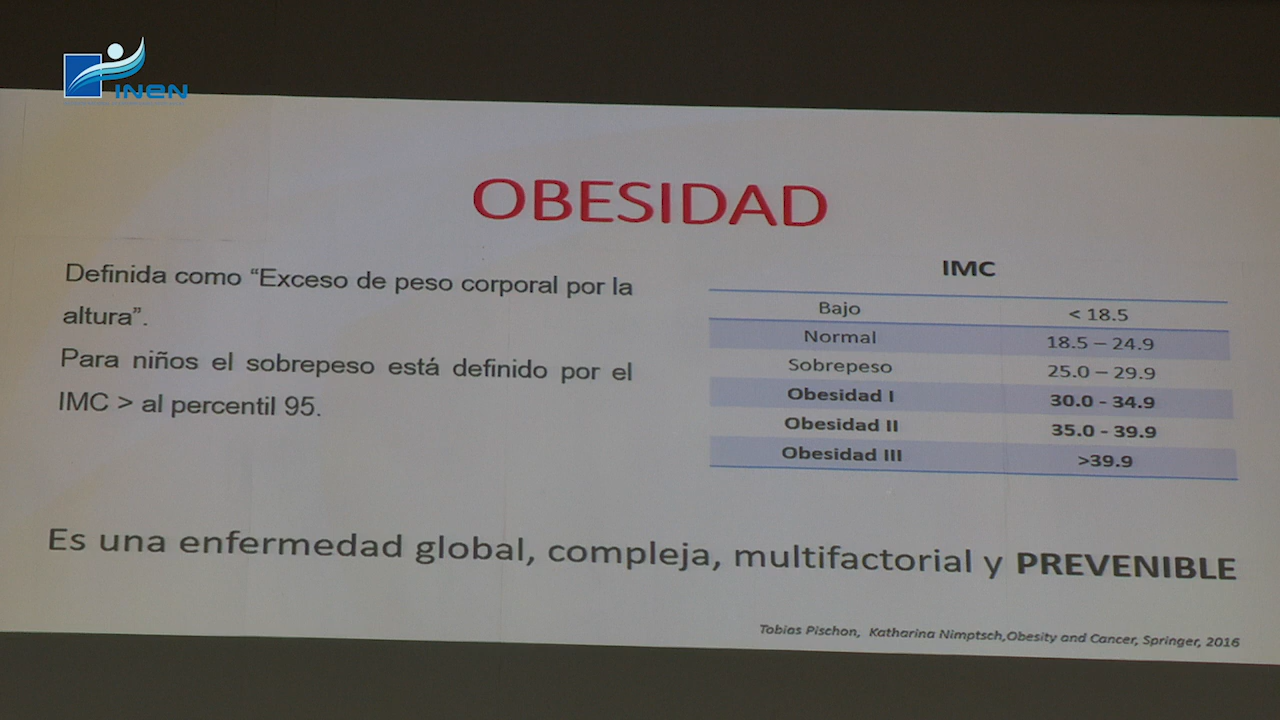 INEN
OBESIDAD
Definida como “Exceso de peso corporal por la
altura”.
Para niños el sobrepeso está definido por el
IMC > al percentil 95.
IMC
Bajo < 18.5
Normal 18.5 – 24.9
Sobrepeso 25.0 – 29.9
Obesidad I 30.0 - 34.9
Obesidad II 35.0 - 39.9
Obesidad III >39.9
Es una enfermedad global, compleja, multifactorial y PREVENIBLE
Tobias Pischon, Katharina Nimptsch,Obesity and Cancer, Springer, 2016